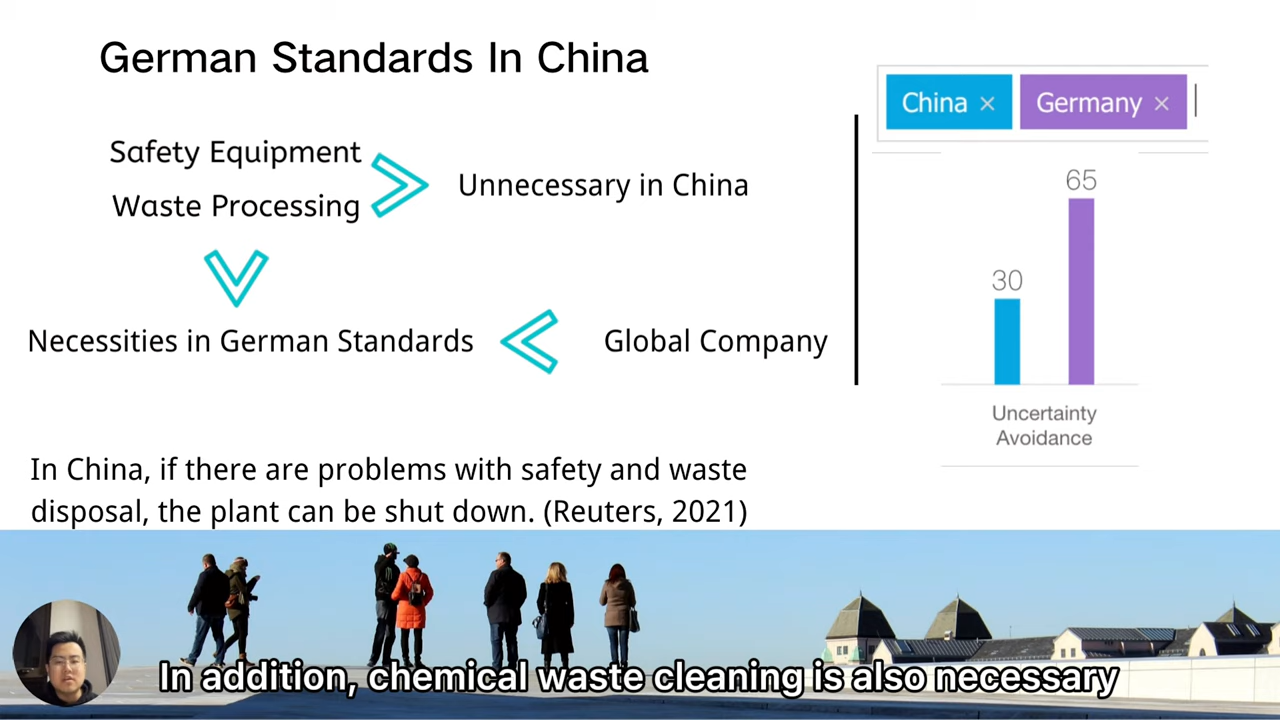 German Standards In China
Safety Equipment
Waste Processing
Unnecessary in China
Necessities in German Standards
Global Company
In China, if there are problems with safety and waste
disposal, the plant can be shut down. (Reuters, 2021)
China ×
Germany ×
65
30
Uncertainty
Avoidance
In addition, chemical waste cleaning is also necessary